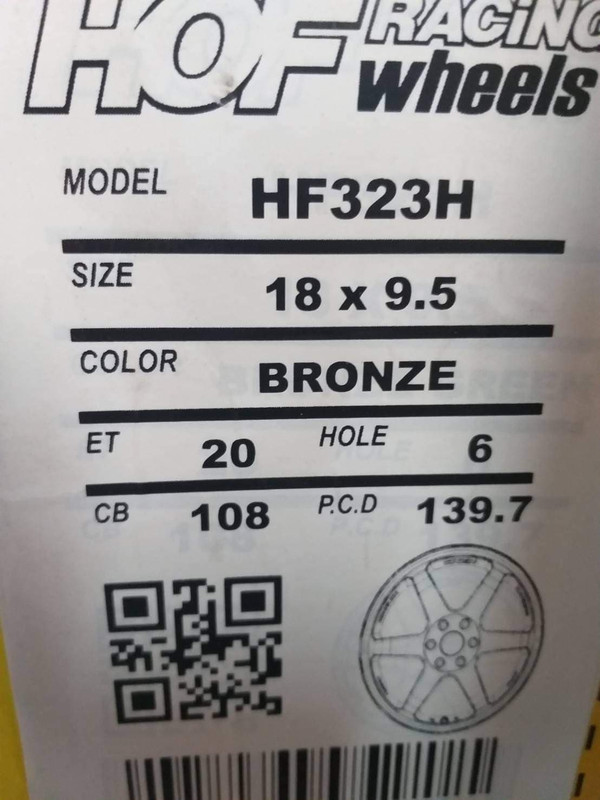 HOF RACiNG
wheels
MODEL HF323H
SIZE 18 x 9.5
COLOR BRONZE
ET 20 HOLE 6
CB 108 P.C.D 139.7